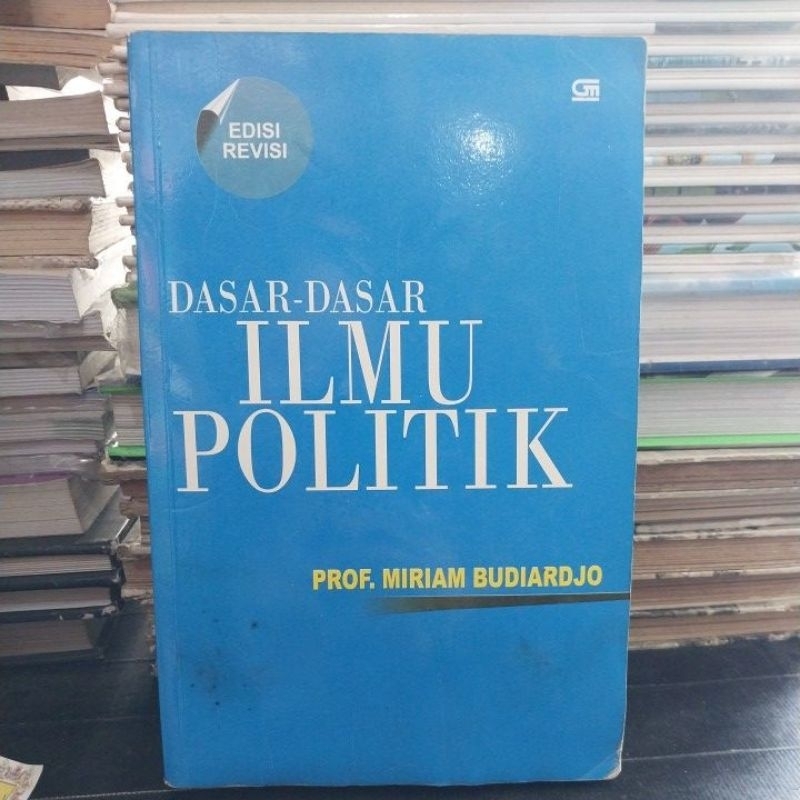 EDISI
REVISI
DASAR-DASAR
ILMU
POLITIK
PROF. MIRIAM BUDIARDJO